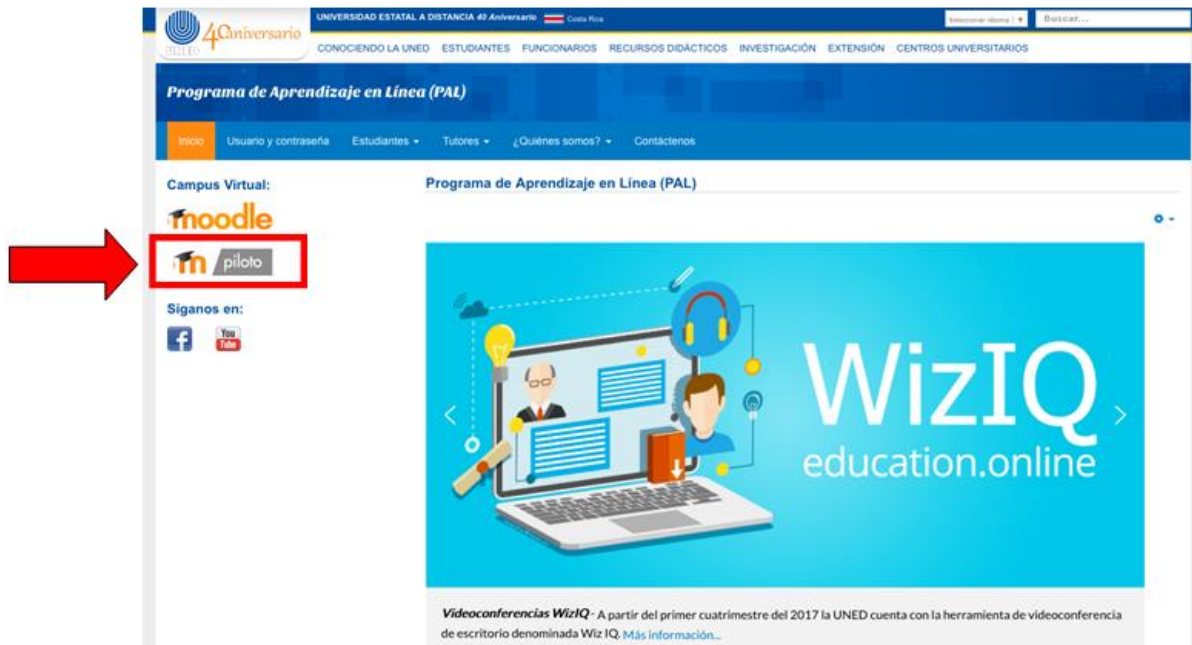 UNIVERSIDAD ESTATAL A DISTANCIA 40 Aniversario Costa Rica
Seleccionar idioma | ▼
Buscar...
40 aniversario
UNED
CONOCIENDO LA UNED ESTUDIANTES FUNCIONARIOS RECURSOS DIDÁCTICOS INVESTIGACIÓN EXTENSIÓN CENTROS UNIVERSITARIOS
Programa de Aprendizaje en Línea (PAL)
Inicio Usuario y contraseña Estudiantes Tutores ¿Quiénes somos? Contáctenos
Campus Virtual:
moodle
m piloto
Síganos en:
f You Tube
Programa de Aprendizaje en Línea (PAL)
WizIQ
education.online
Videoconferencias WizIQ - A partir del primer cuatrimestre del 2017 la UNED cuenta con la herramienta de videoconferencia
de escritorio denominada Wiz IQ. Más información...